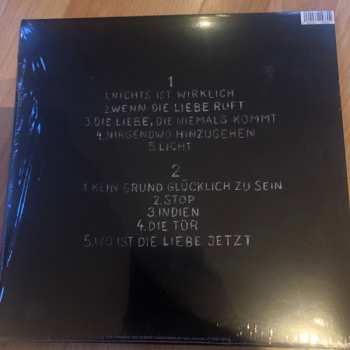 1
1.NICHTS IST WIRKLICH
2.WENN DIE LIEBE RUFT
3.DIE LIEBE, DIE NIEMALS KOMMT
4.NIRGENDWO HINZUGEHEN
5.LICHT
2
1.KEIN GRUND GLÜCKLICH ZU SEIN
2.STOP
3.INDIEN
4.DIE TÜR
5.WO IST DIE LIEBE JETZT